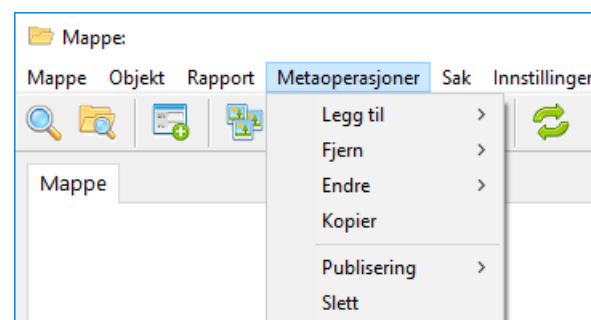 Mappe:
Mappe Objekt Rapport Metaoperasjoner Sak Innstillinger
Legg til
Fjern
Mappe
Endre
Kopier
Publisering
Slett